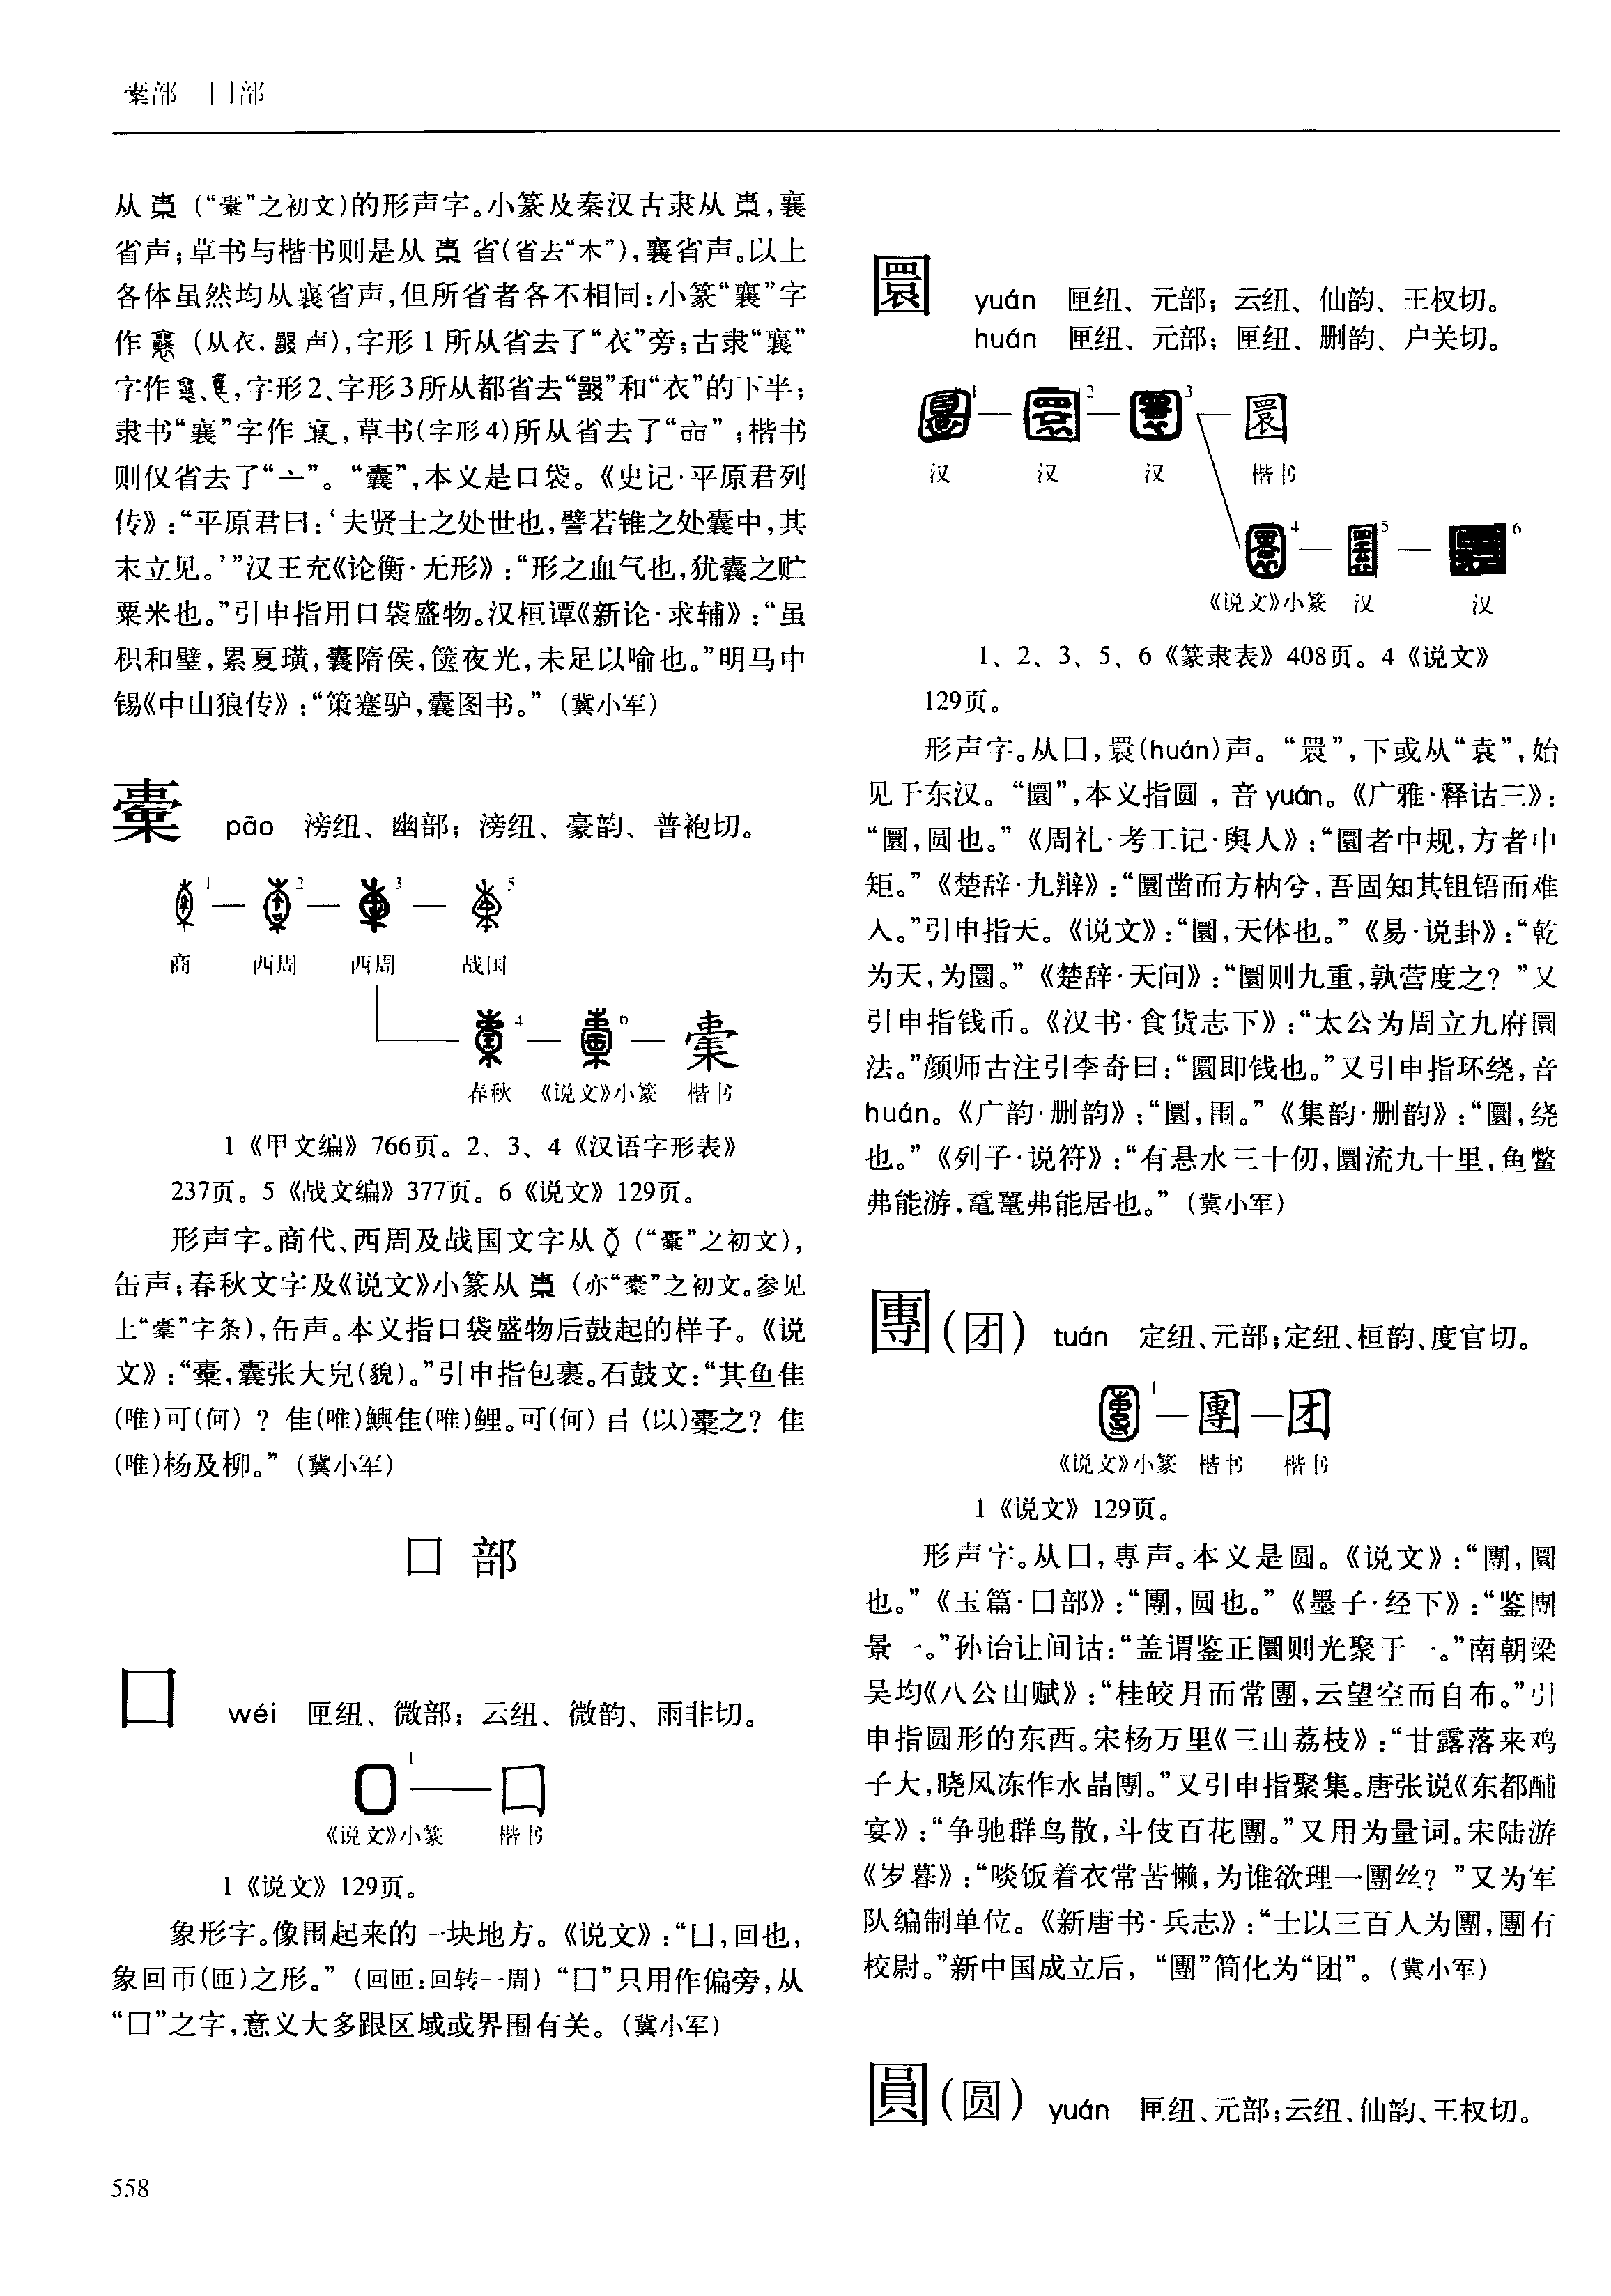 㯻部 囗部
从㯻（“㯻”之初文）的形声字。小篆及秦汉古隶从㯻，襄
省声；草书与楷书则是从㯻省（省去“木”），襄省声。以上
各体虽然均从襄省声，但所省者各不相同：小篆“襄”字
作（从衣，𤕦声），字形1所从省去了“衣”旁；古隶“襄”
字作、，字形2、字形3所从都省去“𤕦”和“衣”的下半；
隶书“襄”字作，草书（字形4）所从省去了“”；楷书
则仅省去了“亠”。“囊”，本义是口袋。《史记·平原君列
传》：“平原君曰：‘夫贤士之处世也，譬若锥之处囊中，其
末立见。’”汉王充《论衡·无形》：“形之血气也，犹囊之贮
粟米也。”引申指用口袋盛物。汉桓谭《新论·求辅》：“虽
积和璧，累夏璜，囊隋侯，箧夜光，未足以喻也。”明马中
锡《中山狼传》：“策蹇驴，囊图书。”（冀小军）
橐 pāo 滂纽、幽部；滂纽、豪韵、普袍切。
1 2 3 5
商 西周 西周 战国
4 6
春秋 《说文》小篆 楷书
1《甲文编》766页。2、3、4《汉语字形表》
237页。5《战文编》377页。6《说文》129页。
形声字。商代、西周及战国文字从（“㯻”之初文），
缶声；春秋文字及《说文》小篆从（亦“㯻”之初文。参见
上“㯻”字条），缶声。本义指口袋盛物后鼓起的样子。《说
文》：“，囊张大皃（貌）。”引申指包裹。石鼓文：“其鱼隹
（唯）可（何）？隹（唯）鱮隹（唯）鲤。可（何）㠯（以）之？隹
（唯）杨及柳。”（冀小军）
囗 部
囗 wéi 匣纽、微部；云纽、微韵、雨非切。
1 囗
《说文》小篆 楷书
1《说文》129页。
象形字。像围起来的一块地方。《说文》：“囗，回也，
象回帀（匝）之形。”（回匝：回转一周）“囗”只用作偏旁，从
“囗”之字，意义大多跟区域或界围有关。（冀小军）
圜 yuán 匣纽、元部；云纽、仙韵、王权切。
huán 匣纽、元部；匣纽、删韵、户关切。
1 2 3 圜
汉 汉 汉 楷书
4 5 6
《说文》小篆 汉 汉
1、2、3、5、6《篆隶表》408页。4《说文》
129页。
形声字。从囗，睘（huán）声。“睘”，下或从“袁”，始
见于东汉。“圜”，本义指圆，音yuán。《广雅·释诂三》：
“圜，圆也。”《周礼·考工记·舆人》：“圜者中规，方者中
矩。”《楚辞·九辩》：“圜凿而方枘兮，吾固知其钼铻而难
入。”引申指天。《说文》：“圜，天体也。”《易·说卦》：“乾
为天，为圜。”《楚辞·天问》：“圜则九重，孰营度之？”又
引申指钱币。《汉书·食货志下》：“太公为周立九府圜
法。”颜师古注引李奇曰：“圜即钱也。”又引申指环绕，音
huán。《广韵·删韵》：“圜，围。”《集韵·删韵》：“圜，绕
也。”《列子·说符》：“有悬水三十仞，圜流九十里，鱼鳖
弗能游，鼋鼍弗能居也。”（冀小军）
團（团） tuán 定纽、元部；定纽、桓韵、度官切。
1 團 团
《说文》小篆 楷书 楷书
1《说文》129页。
形声字。从囗，專声。本义是圆。《说文》：“團，圜
也。”《玉篇·囗部》：“團，圆也。”《墨子·经下》：“鉴團
景一。”孙诒让间诂：“盖谓鉴正圜则光聚于一。”南朝梁
吴均《八公山赋》：“桂皎月而常團，云望空而自布。”引
申指圆形的东西。宋杨万里《三山荔枝》：“甘露落来鸡
子大，晓风冻作水晶團。”又引申指聚集。唐张说《东都酺
宴》：“争驰群鸟散，斗伎百花團。”又用为量词。宋陆游
《岁暮》：“啖饭着衣常苦懒，为谁欲理一團丝？”又为军
队编制单位。《新唐书·兵志》：“士以三百人为團，團有
校尉。”新中国成立后，“團”简化为“团”。（冀小军）
圓（圆） yuán 匣纽、元部；云纽、仙韵、王权切。
558